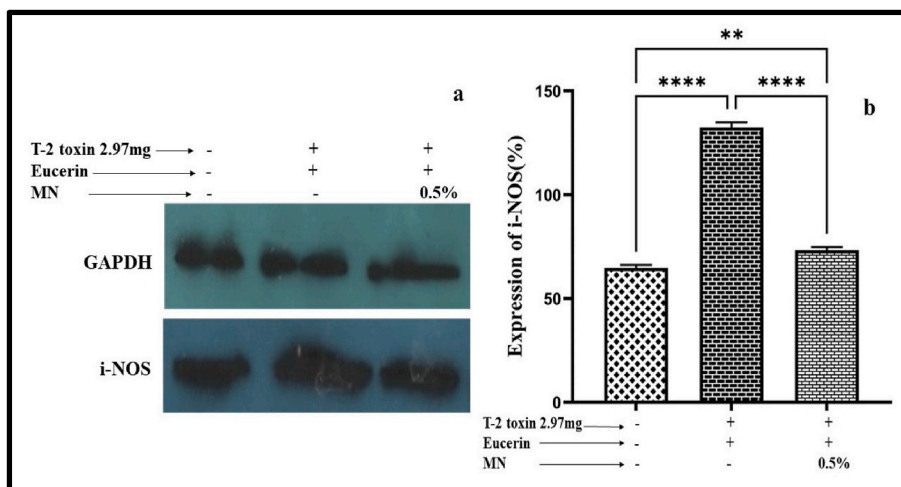 a
T-2 toxin 2.97mg - + +
Eucerin - + +
MN - - 0.5%
GAPDH
i-NOS
b
**
**** ****
Expression of i-NOS(%)
150
100
50
0
T-2 toxin 2.97mg - + +
Eucerin - + +
MN - - 0.5%